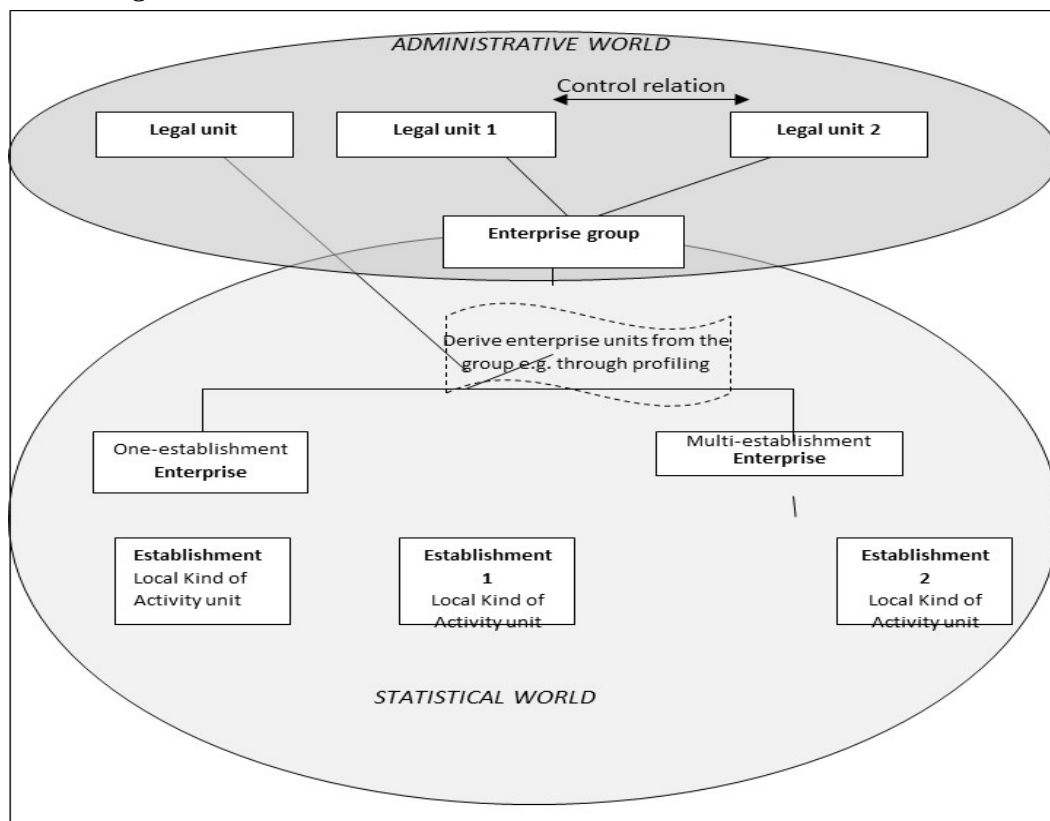 ADMINISTRATIVE WORLD
Control relation
Legal unit
Legal unit 1
Legal unit 2
Enterprise group
Derive enterprise units from the
group e.g. through profiling
One-establishment
Enterprise
Multi-establishment
Enterprise
Establishment
Local Kind of
Activity unit
Establishment
1
Local Kind of
Activity unit
Establishment
2
Local Kind of
Activity unit
STATISTICAL WORLD